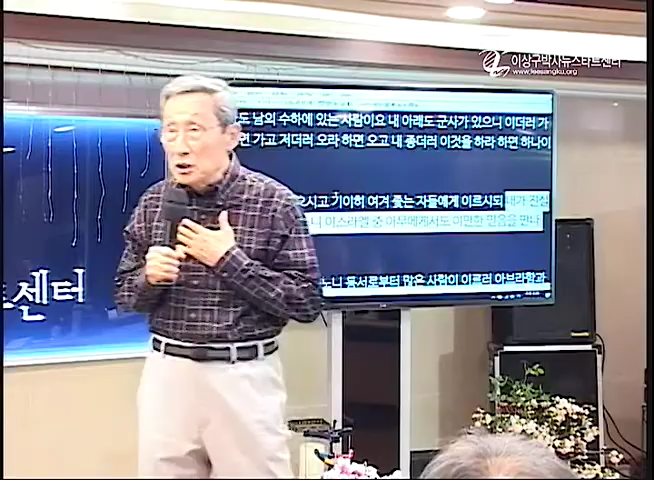 이상구박사뉴스타트센터
www.leesangku.org
도 남의 수하에 있는 사람이요 내 아래도 군사가 있으니 이더러 가
면 가고 저더러 오라 하면 오고 내 종더러 이것을 하라 하면 하나이
으시고 기이히 여겨 좇는 자들에게 이르시되 내가 진실
니 이스라엘 중 아무에게서도 이만한 믿음을 만나
노니 동서로부터 많은 사람이 이르러 아브라함과
트센터